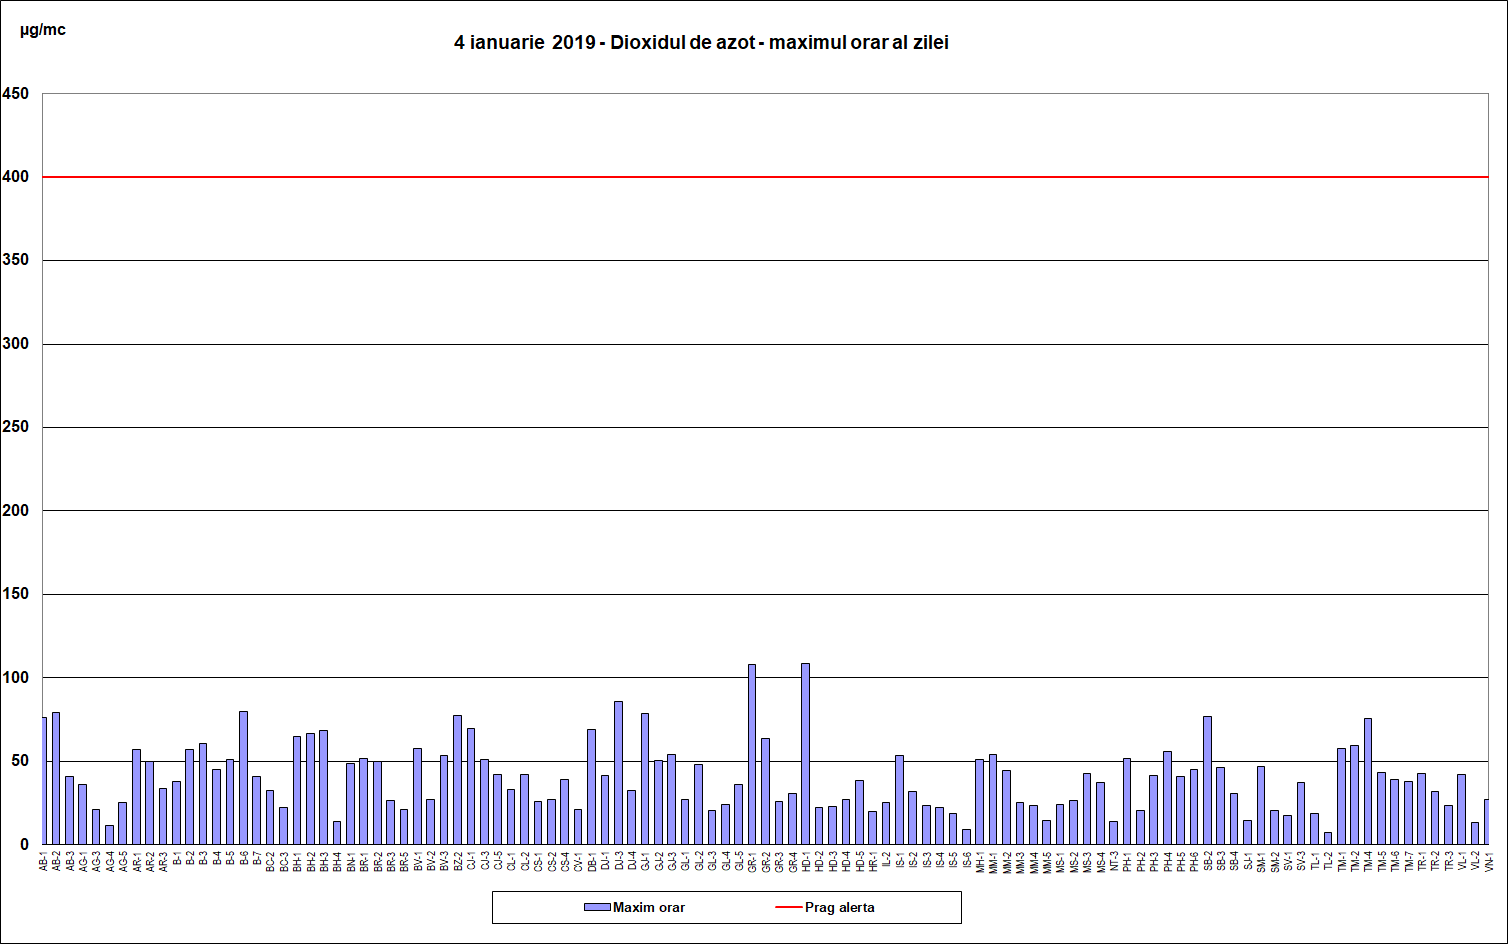 µg/mc
4 ianuarie 2019 - Dioxidul de azot - maximul orar al zilei
450
400
350
300
250
200
150
100
50
0
AB-1
AB-2
AB-3
AG-1
AG-3
AG-4
AG-5
AR-1
AR-2
AR-3
B-1
B-2
B-3
B-4
B-5
B-6
B-7
BC-2
BC-3
BH-1
BH-2
BH-3
BH-4
BN-1
BR-1
BR-2
BR-3
BR-5
BV-1
BV-2
BV-3
BZ-2
CJ-1
CJ-3
CJ-5
CL-1
CL-2
CS-1
CS-2
CS-4
CV-1
DB-1
DJ-1
DJ-3
DJ-4
GJ-1
GJ-2
GJ-3
GL-1
GL-2
GL-3
GL-4
GL-5
GR-1
GR-2
GR-3
GR-4
HD-1
HD-2
HD-3
HD-4
HD-5
HR-1
IL-2
IS-1
IS-2
IS-3
IS-4
IS-5
IS-6
MH-1
MM-1
MM-2
MM-3
MM-4
MM-5
MS-1
MS-2
MS-3
MS-4
NT-3
PH-1
PH-2
PH-3
PH-4
PH-5
PH-6
SB-2
SB-3
SB-4
SJ-1
SM-1
SM-2
SV-1
SV-3
TL-1
TL-2
TM-1
TM-2
TM-4
TM-5
TM-6
TM-7
TR-1
TR-2
TR-3
VL-1
VL-2
VN-1
Maxim orar
Prag alerta